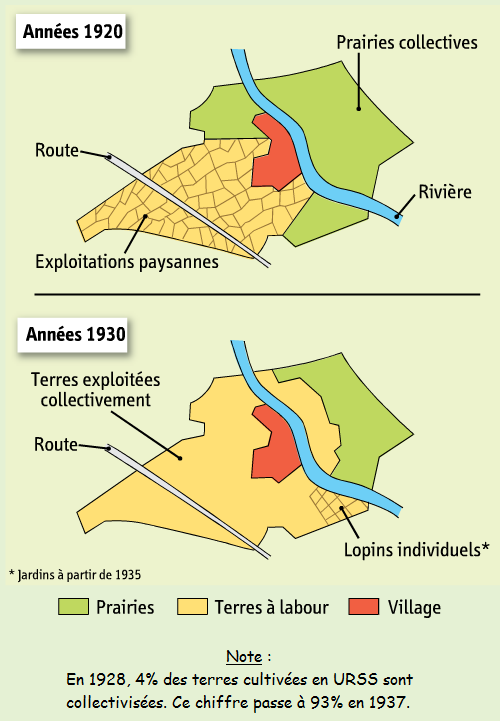 Années 1920
Prairies collectives
Route
Rivière
Exploitations paysannes
Années 1930
Terres exploitées
collectivement
Route
Lopins individuels*
* Jardins à partir de 1935
Prairies
Terres à labour
Village
Note :
En 1928, 4% des terres cultivées en URSS sont
collectivisées. Ce chiffre passe à 93% en 1937.